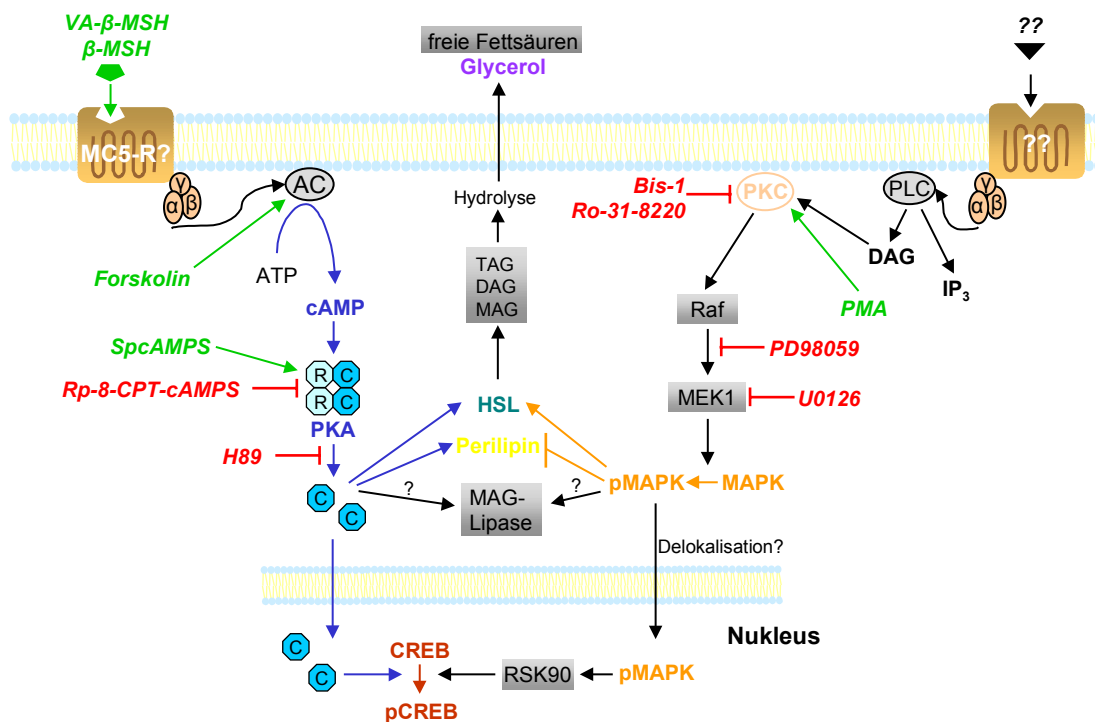 VA-β-MSH
β-MSH
freie Fettsäuren
Glycerol
??
MC5-R?
??
γ
α β
AC
Hydrolyse
Bis-1
Ro-31-8220
PKC
PLC
γ
α β
Forskolin
ATP
TAG
DAG
MAG
DAG
IP3
PMA
cAMP
Raf
SpcAMPS
Rp-8-CPT-cAMPS
R C
R C
PKA
PD98059
HSL
MEK1
U0126
H89
Perilipin
C
C
?
MAG-
Lipase
?
pMAPK
MAPK
Delokalisation?
Nukleus
C
C
CREB
pCREB
RSK90
pMAPK